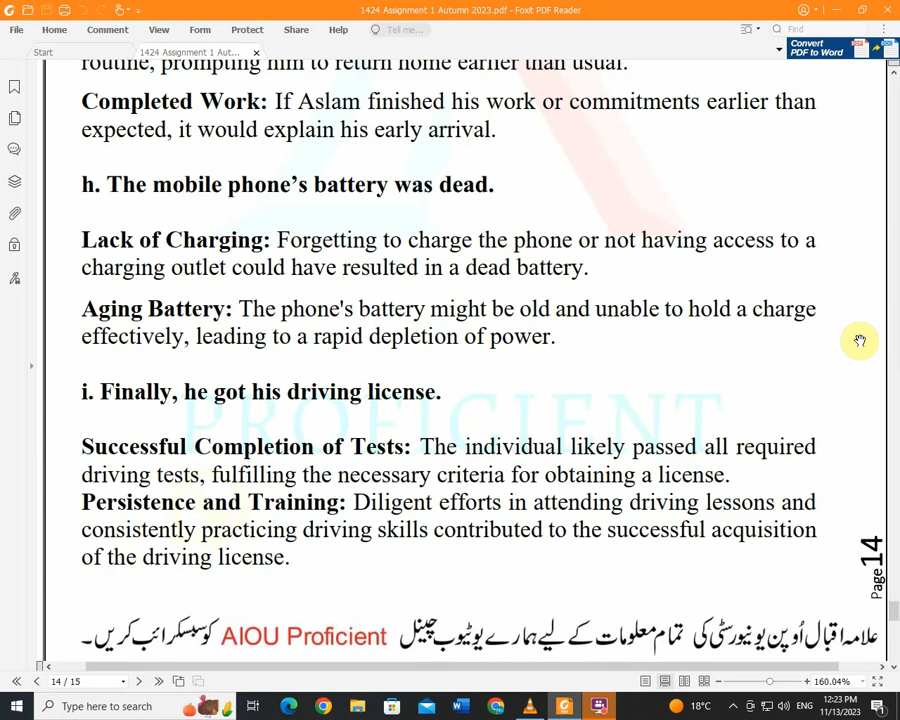 1424 Assignment 1 Autumn 2023.pdf - Foxit PDF Reader
File Home Comment View Form Protect Share Help Tell me... Find
Start 1424 Assignment 1 Aut... Convert PDF to Word
routine, prompting him to return home earlier than usual.
Completed Work: If Aslam finished his work or commitments earlier than
expected, it would explain his early arrival.
h. The mobile phone’s battery was dead.
Lack of Charging: Forgetting to charge the phone or not having access to a
charging outlet could have resulted in a dead battery.
Aging Battery: The phone's battery might be old and unable to hold a charge
effectively, leading to a rapid depletion of power.
i. Finally, he got his driving license.
PROFICIENT
Successful Completion of Tests: The individual likely passed all required
driving tests, fulfilling the necessary criteria for obtaining a license.
Persistence and Training: Diligent efforts in attending driving lessons and
consistently practicing driving skills contributed to the successful acquisition
of the driving license.
Page 14
علامہ اقبال اُوپن یونیورسٹی کی تمام معلومات کے لیے ہمارے یوٹیوب چینل AIOU Proficient کو سبسکرائب کریں۔
14 / 15 160.04%
Type here to search 18°C ENG 12:23 PM
11/13/2023